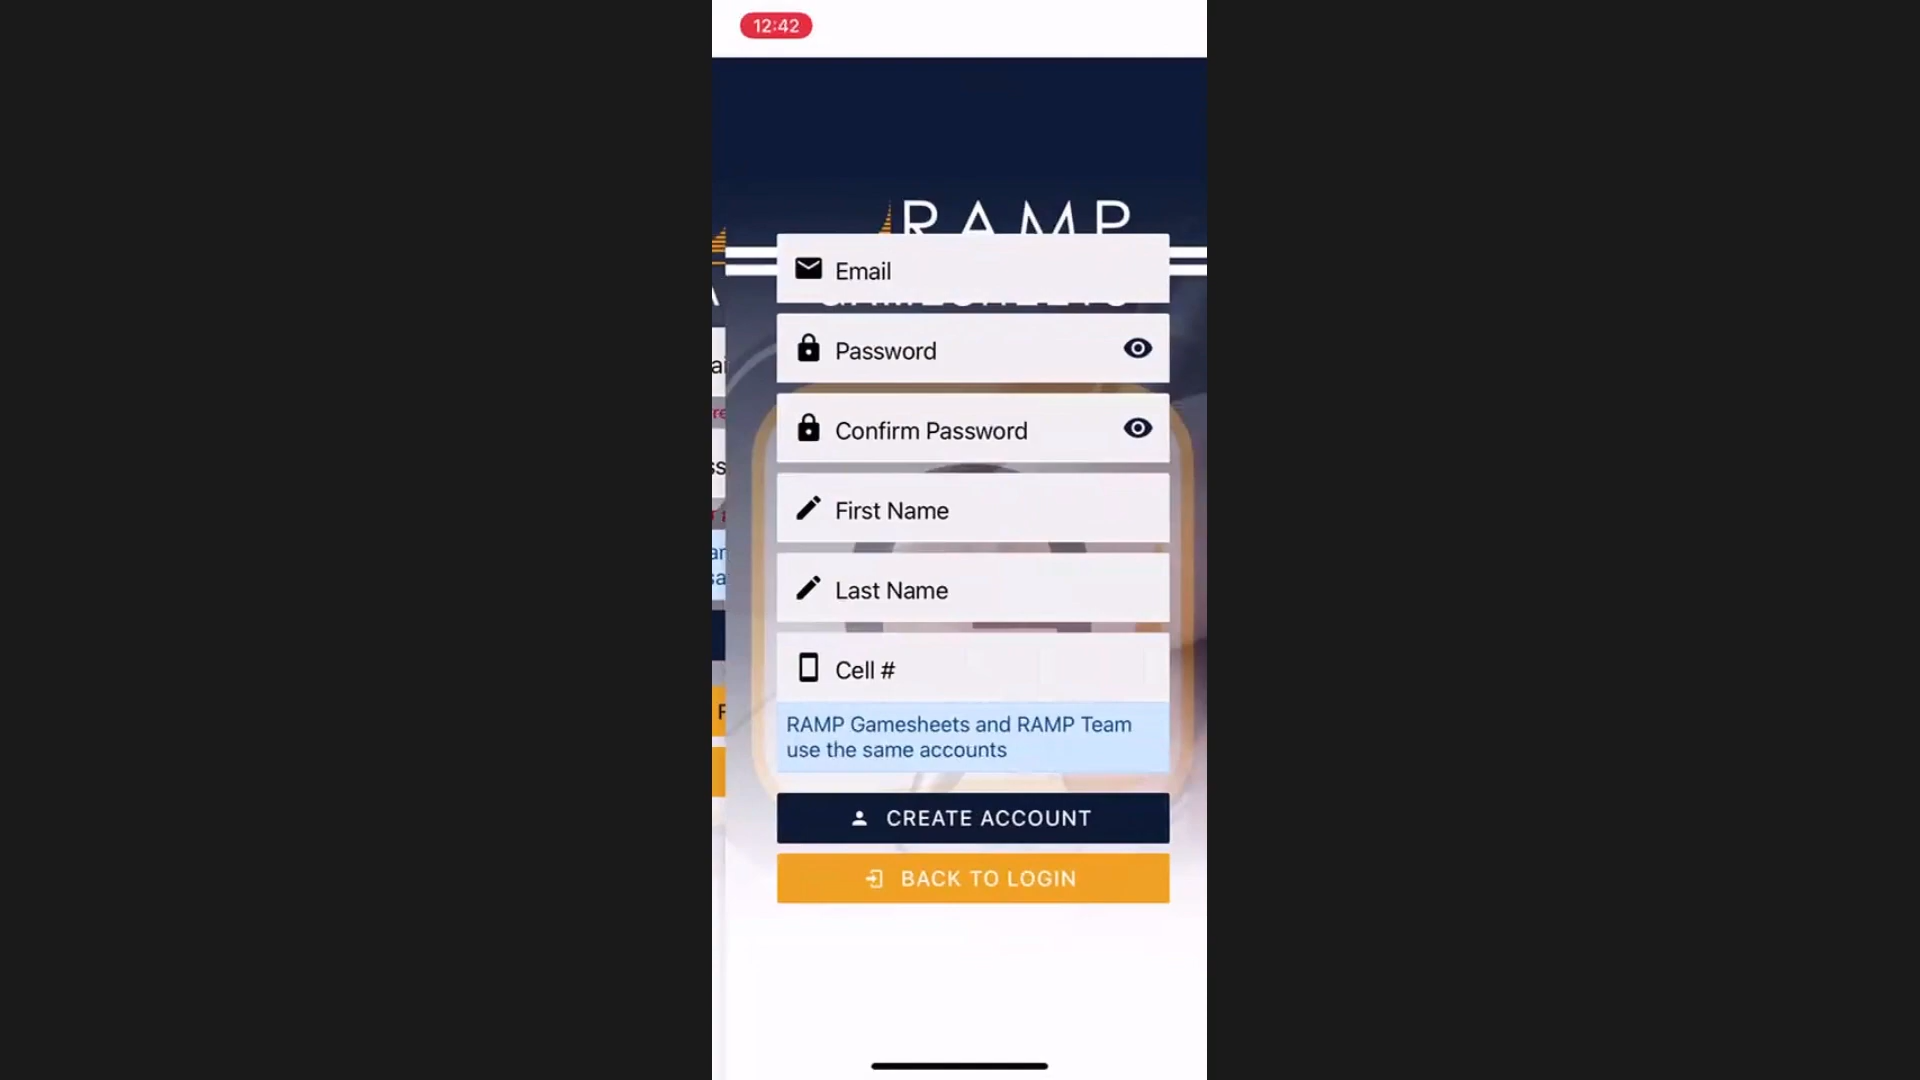 12:42
RAMP
Email
Password
Confirm Password
First Name
Last Name
Cell #
RAMP Gamesheets and RAMP Team
use the same accounts
CREATE ACCOUNT
BACK TO LOGIN